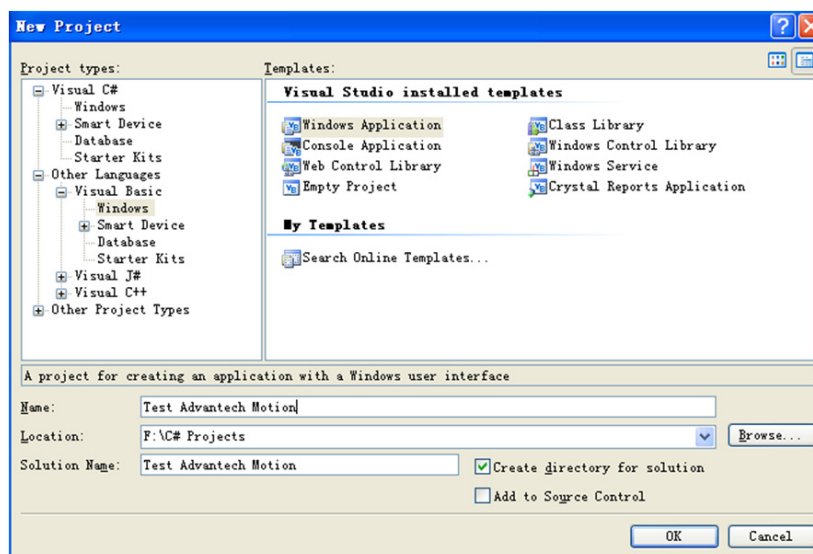 New Project
Project types:
Templates:
Visual C#
Windows
Smart Device
Database
Starter Kits
Other Languages
Visual Basic
Windows
Smart Device
Database
Starter Kits
Visual J#
Visual C++
Other Project Types
Visual Studio installed templates
Windows Application
Class Library
Console Application
Windows Control Library
Web Control Library
Windows Service
Empty Project
Crystal Reports Application
My Templates
Search Online Templates...
A project for creating an application with a Windows user interface
Name:
Test Advantech Motion
Location:
F:\C# Projects
Browse...
Solution Name:
Test Advantech Motion
Create directory for solution
Add to Source Control
OK
Cancel